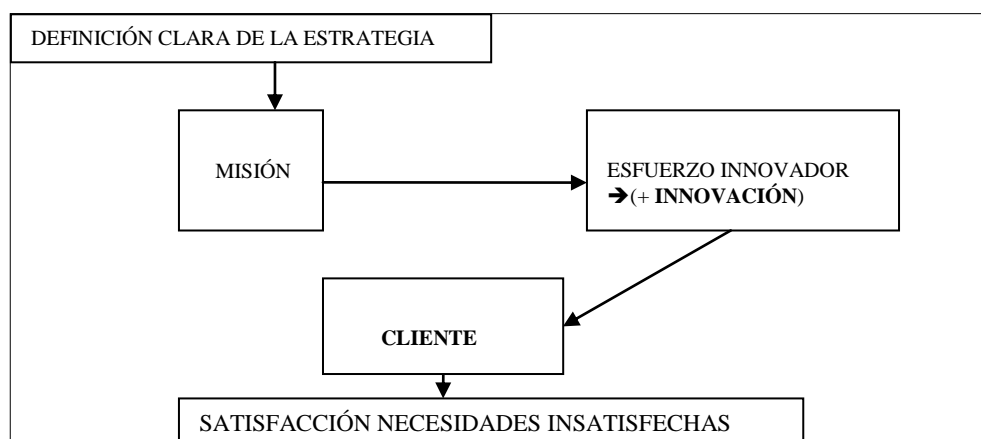 DEFINICIÓN CLARA DE LA ESTRATEGIA
MISIÓN
ESFUERZO INNOVADOR
➔(+ INNOVACIÓN)
CLIENTE
SATISFACCIÓN NECESIDADES INSATISFECHAS